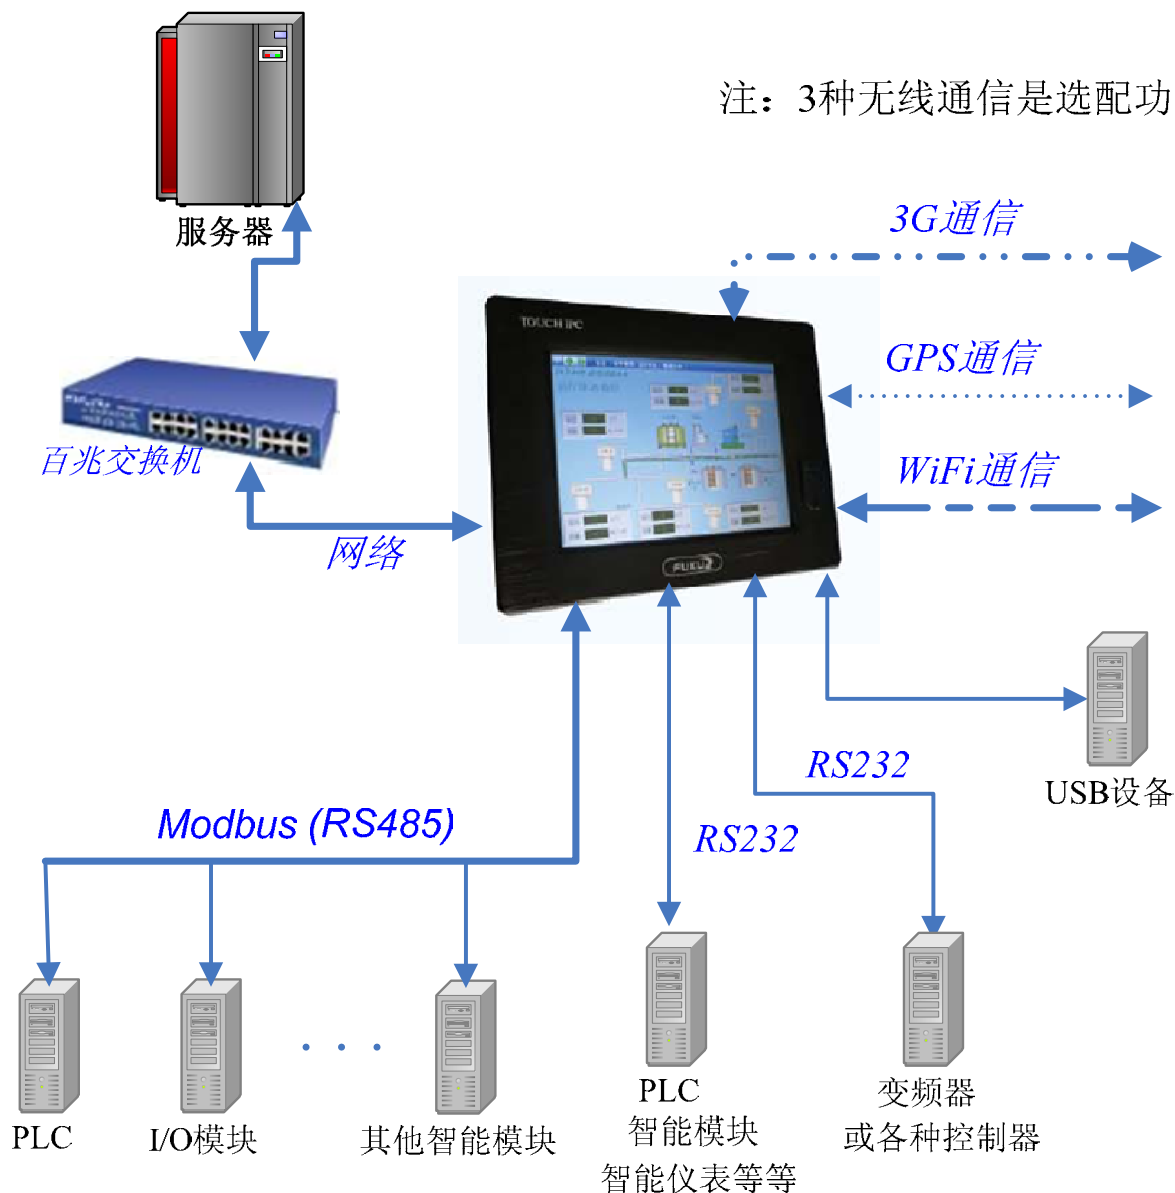 注：3种无线通信是选配功
服务器
3G通信
TOUCH IPC
GPS通信
百兆交换机
WiFi通信
网络
RS232
USB设备
Modbus (RS485)
RS232
PLC
I/O模块
其他智能模块
PLC
智能模块
智能仪表等等
变频器
或各种控制器